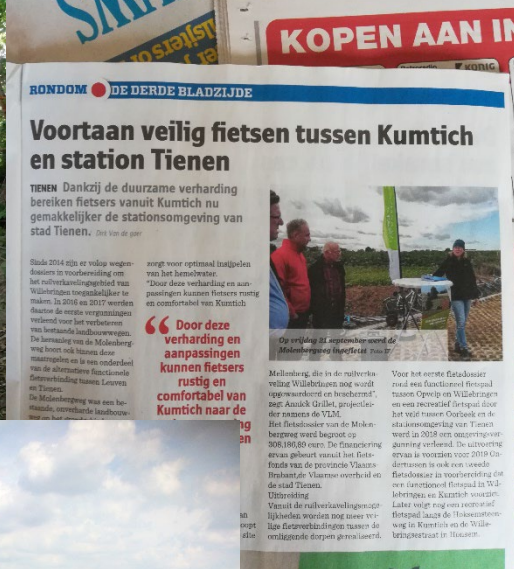 KOPEN AAN IN
KONIG
RONDOM DE DERDE BLADZIJDE
Voortaan veilig fietsen tussen Kumtich
en station Tienen
TIENEN Dankzij de duurzame verharding
bereiken fietsers vanuit Kumtich nu
gemakkelijker de stationsomgeving van
stad Tienen.
Sinds 2014 zijn er volop wegen-
dossiers in voorbereiding om
het ruilverkavelingsgebied van
Willebringen toegankelijker te
maken. In 2016 en 2017 werden
daartoe de eerste vergunningen
verleend voor het verbeteren
van bestaande landbouwwegen.
De heraanleg van de Molenberg-
weg hoort ook binnen deze
maatregelen en is een onderdeel
van de alternatieve functionele
fietsverbinding tussen Leuven
en Tienen.
De Molenbergweg was een be-
staande, onverharde landbouw-
zorgt voor optimaal insijpelen
van het hemelwater.
"Door deze verharding en aan-
passingen kunnen fietsers rustig
en comfortabel van Kumtich
“ Door deze
verharding en
aanpassingen
kunnen fietsers
rustig en
comfortabel van
Kumtich naar de
Op vrijdag 21 september werd de
Molenbergweg ingefietst Foto
Mellenberg, die in de ruilverka-
veling Willebringen nog wordt
opgewaardeerd en beschermd",
zegt Annick Grillet, projectlei-
der namens de VLM.
Het fietsdossier van de Molen-
bergweg werd begroot op
308.186,89 euro. De financiering
ervan gebeurt vanuit het fiets-
fonds van de provincie Vlaams-
Brabant, de Vlaamse overheid en
de stad Tienen.
Uitbreiding
Vanuit de ruilverkavelingsmoge-
lijkheden worden nog meer vei-
lige fietsverbindingen tussen de
omliggende dorpen gerealiseerd.
Voor het eerste fietsdossier
rond een functioneel fietspad
tussen Opvelp en Willebringen
en een recreatief fietspad door
het veld tussen Oorbeek en de
stationsomgeving van Tienen
werd in 2018 een omgevingsver-
gunning verleend. De uitvoering
ervan is voorzien voor 2019 On-
dertussen is ook een tweede
fietsdossier in voorbereiding dat
een functioneel fietspad in Wil-
lebringen en Kumtich voorziet.
Later volgt nog een recreatief
fietspad langs de Hoksemsteen-
weg in Kumtich en de Wille-
bringsestraat in Honsem.